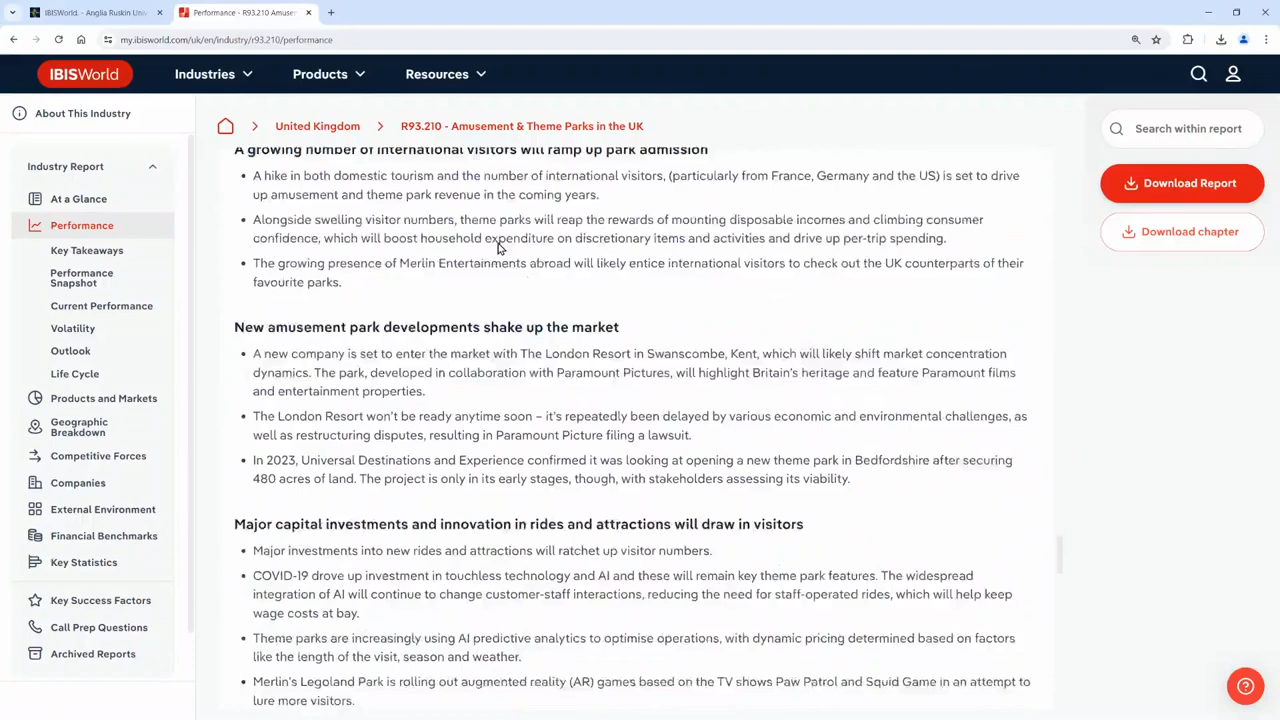 IBISWorld. - Anglia Ruskin Univ
Performance - R93.210 Amuse
my.ibisworld.com/uk/en/industry/r93.210/performance
IBISWorld
Industries
Products
Resources
About This Industry
Industry Report
At a Glance
Performance
Key Takeaways
Performance
Snapshot
Current Performance
Volatility
Outlook
Life Cycle
Products and Markets
Geographic
Breakdown
Competitive Forces
Companies
External Environment
Financial Benchmarks
Key Statistics
Key Success Factors
Call Prep Questions
Archived Reports
United Kingdom
R93.210 - Amusement & Theme Parks in the UK
A growing number of international visitors will ramp up park admission
• A hike in both domestic tourism and the number of international visitors, (particularly from France, Germany and the US) is set to drive
up amusement and theme park revenue in the coming years.
• Alongside swelling visitor numbers, theme parks will reap the rewards of mounting disposable incomes and climbing consumer
confidence, which will boost household expenditure on discretionary items and activities and drive up per-trip spending.
• The growing presence of Merlin Entertainments abroad will likely entice international visitors to check out the UK counterparts of their
favourite parks.
New amusement park developments shake up the market
• A new company is set to enter the market with The London Resort in Swanscombe, Kent, which will likely shift market concentration
dynamics. The park, developed in collaboration with Paramount Pictures, will highlight Britain's heritage and feature Paramount films
and entertainment properties.
• The London Resort won't be ready anytime soon – it's repeatedly been delayed by various economic and environmental challenges, as
well as restructuring disputes, resulting in Paramount Picture filing a lawsuit.
• In 2023, Universal Destinations and Experience confirmed it was looking at opening a new theme park in Bedfordshire after securing
480 acres of land. The project is only in its early stages, though, with stakeholders assessing its viability.
Major capital investments and innovation in rides and attractions will draw in visitors
• Major investments into new rides and attractions will ratchet up visitor numbers.
• COVID-19 drove up investment in touchless technology and AI and these will remain key theme park features. The widespread
integration of AI will continue to change customer-staff interactions, reducing the need for staff-operated rides, which will help keep
wage costs at bay.
• Theme parks are increasingly using AI predictive analytics to optimise operations, with dynamic pricing determined based on factors
like the length of the visit, season and weather.
• Merlin's Legoland Park is rolling out augmented reality (AR) games based on the TV shows Paw Patrol and Squid Game in an attempt to
lure more visitors.
Search within report
Download Report
Download chapter